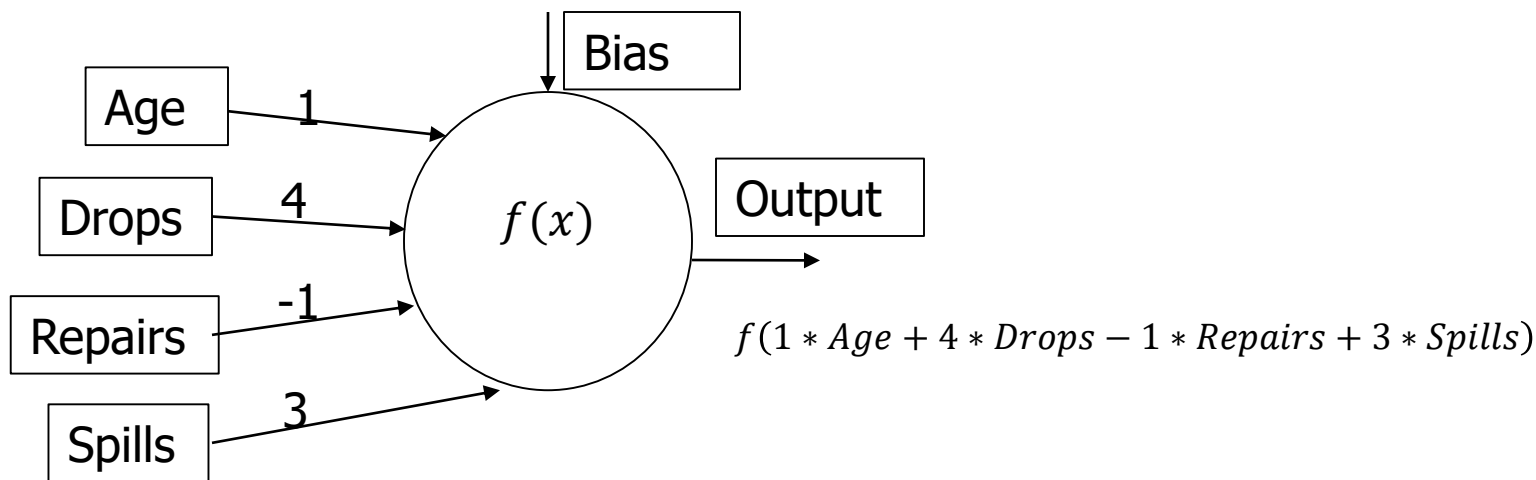 Bias
Age
1
Drops
4
f(x)
Output
Repairs
-1
f(1 * Age + 4 * Drops − 1 * Repairs + 3 * Spills)
Spills
3